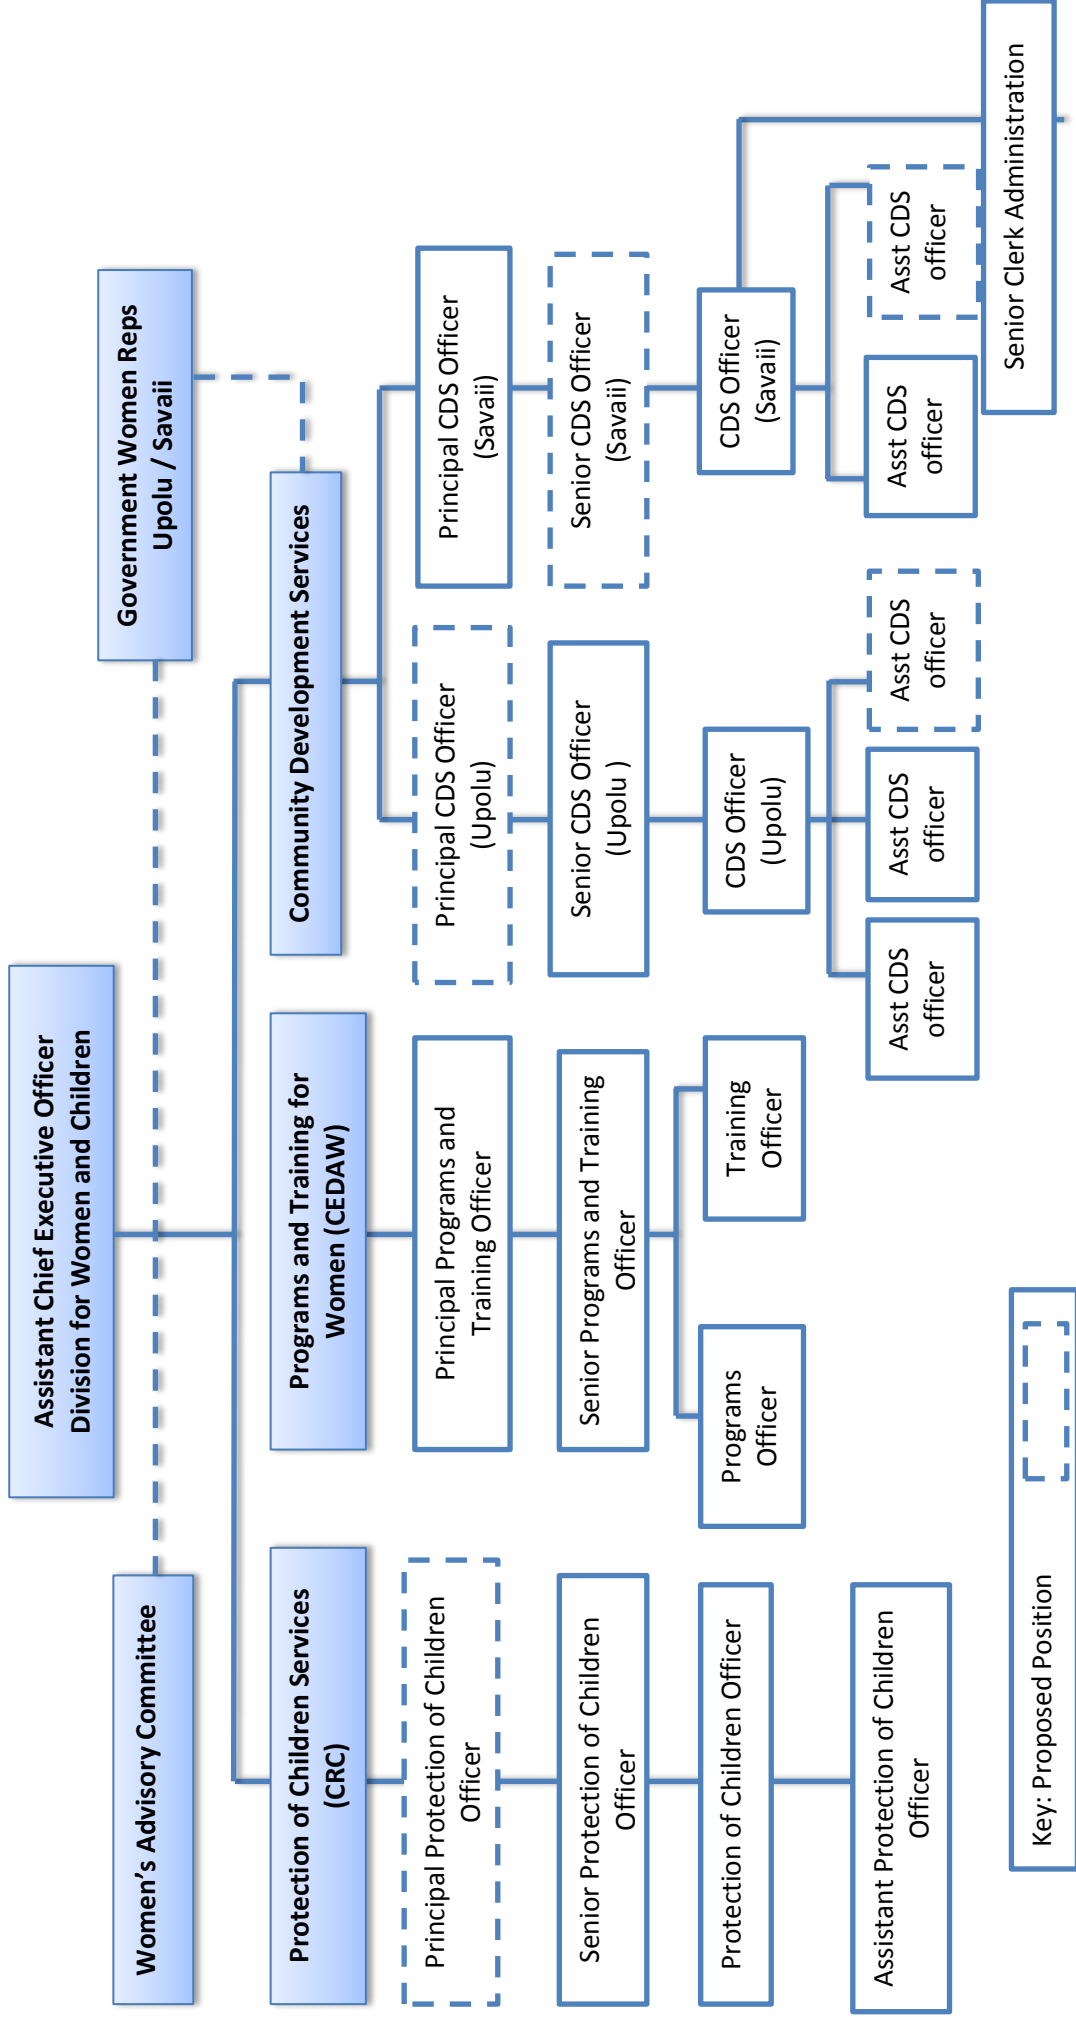 Assistant Chief Executive Officer
Division for Women and Children
Women's Advisory Committee
Government Women Reps
Upolu / Savaii
Protection of Children Services
(CRC)
Programs and Training for
Women (CEDAW)
Community Development Services
Principal Protection of Children
Officer
Principal Programs and
Training Officer
Principal CDS Officer
(Upolu)
Principal CDS Officer
(Savaii)
Senior Protection of Children
Officer
Senior Programs and Training
Officer
Senior CDS Officer
(Upolu )
Senior CDS Officer
(Savaii)
Protection of Children Officer
Programs
Officer
Training
Officer
CDS Officer
(Upolu)
CDS Officer
(Savaii)
Assistant Protection of Children
Officer
Asst CDS
officer
Asst CDS
officer
Asst CDS
officer
Asst CDS
officer
Asst CDS
officer
Senior Clerk Administration
Key: Proposed Position